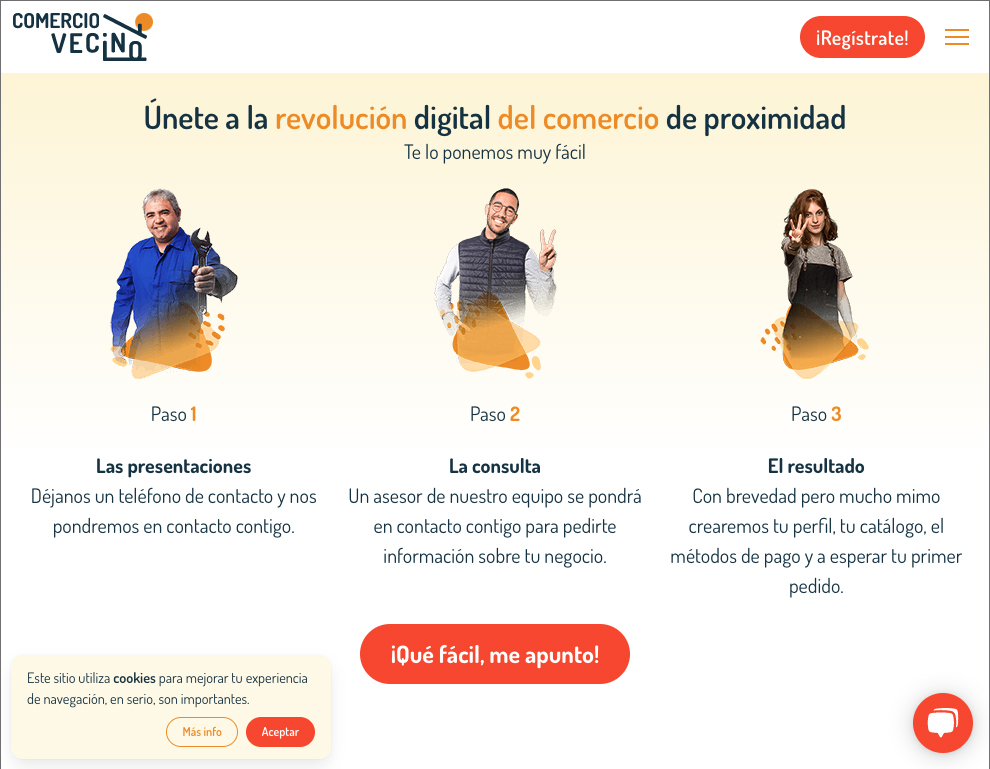 COMERCIO
VECINO
¡Regístrate!
Únete a la revolución digital del comercio de proximidad
Te lo ponemos muy fácil
Paso 1
Paso 2
Paso 3
Las presentaciones
Déjanos un teléfono de contacto y nos
pondremos en contacto contigo.
La consulta
Un asesor de nuestro equipo se pondrá
en contacto contigo para pedirte
información sobre tu negocio.
El resultado
Con brevedad pero mucho mimo
crearemos tu perfil, tu catálogo, el
métodos de pago y a esperar tu primer
pedido.
¡Qué fácil, me apunto!
Este sitio utiliza cookies para mejorar tu experiencia
de navegación, en serio, son importantes.
Más info
Aceptar